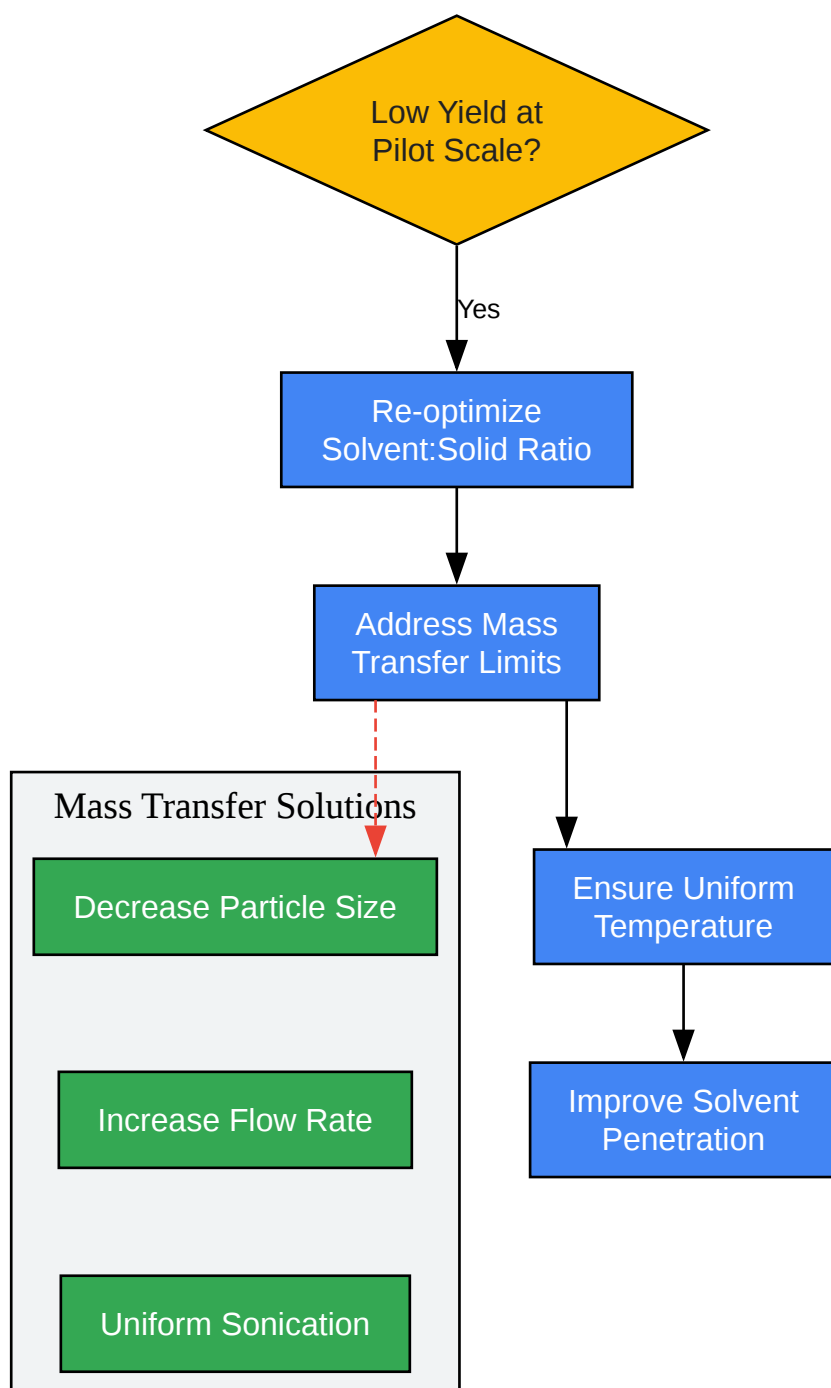 Low Yield at
Pilot Scale?
Yes
Re-optimize
Solvent:Solid Ratio
Address Mass
Transfer Limits
Mass Transfer Solutions
Decrease Particle Size
Ensure Uniform
Temperature
Increase Flow Rate
Improve Solvent
Penetration
Uniform Sonication